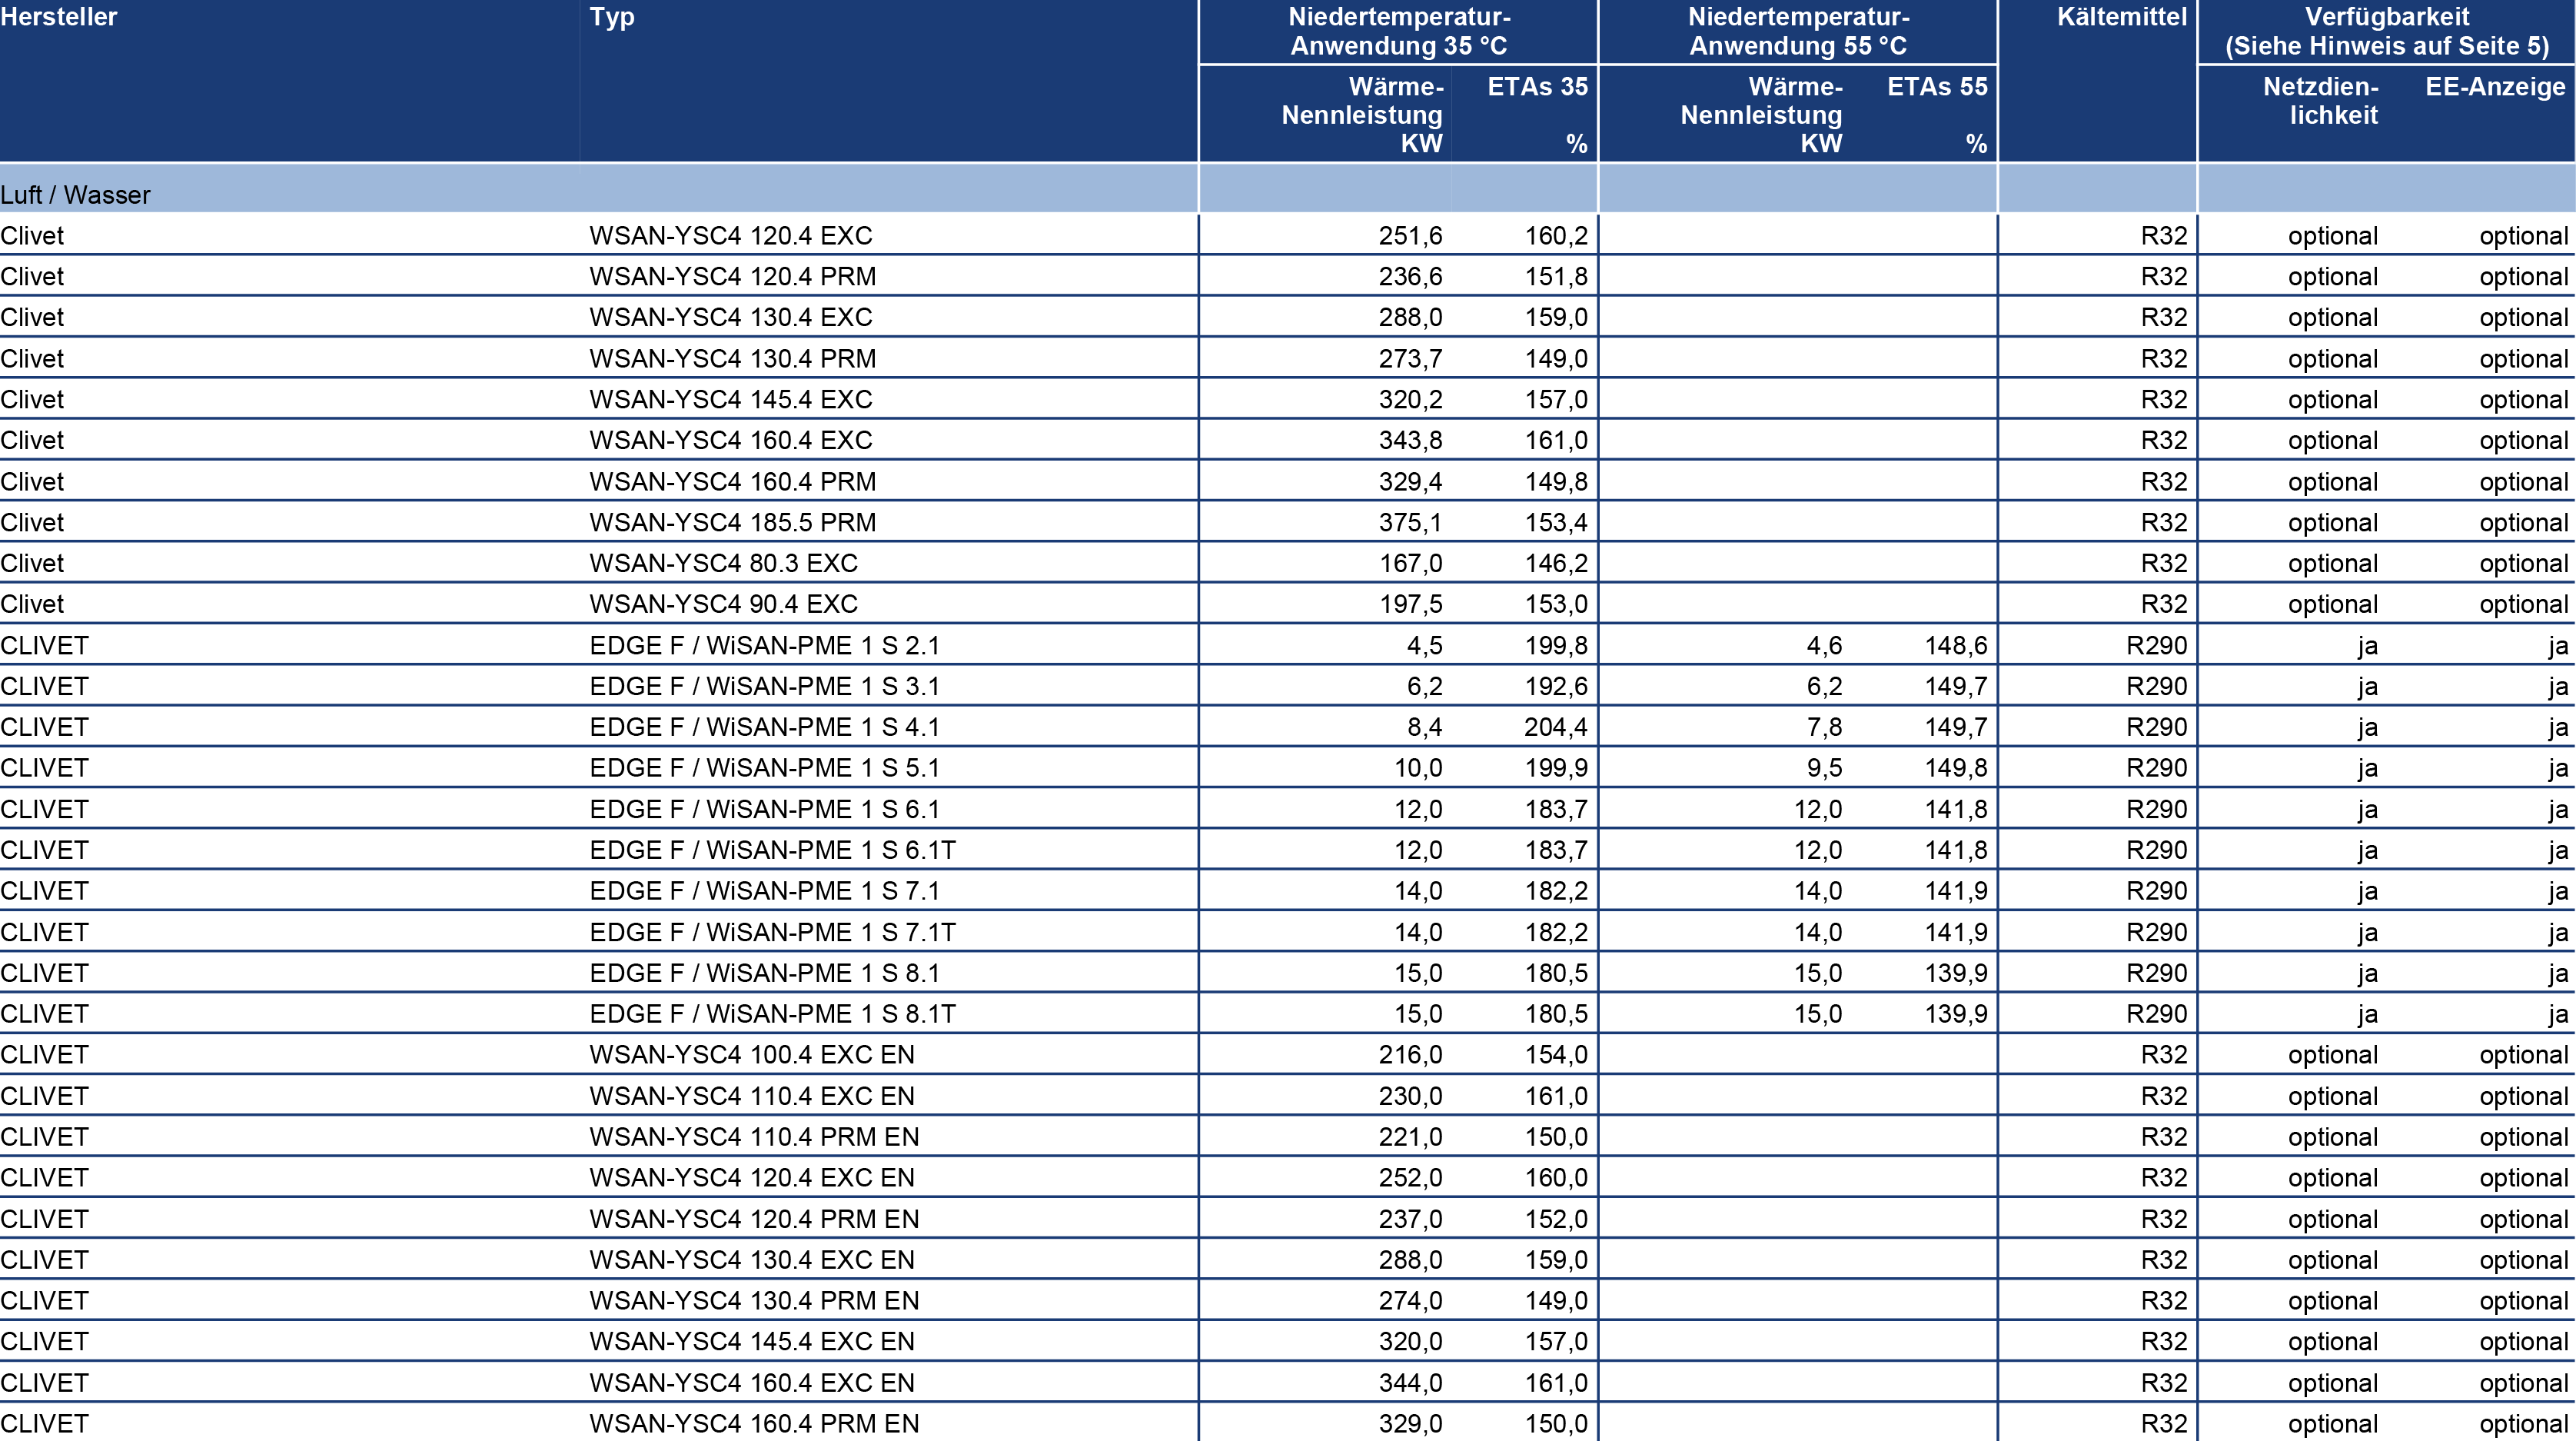 Hersteller Typ Niedertemperatur- Niedertemperatur- Kältemittel Verfügbarkeit
Anwendung 35 °C Anwendung 55 °C (Siehe Hinweis auf Seite 5)
Wärme- ETAs 35 Wärme- ETAs 55 Netzdien- EE-Anzeige
Nennleistung Nennleistung lichkeit
KW % KW %
Luft / Wasser
Clivet WSAN-YSC4 120.4 EXC 251,6 160,2 R32 optional optional
Clivet WSAN-YSC4 120.4 PRM 236,6 151,8 R32 optional optional
Clivet WSAN-YSC4 130.4 EXC 288,0 159,0 R32 optional optional
Clivet WSAN-YSC4 130.4 PRM 273,7 149,0 R32 optional optional
Clivet WSAN-YSC4 145.4 EXC 320,2 157,0 R32 optional optional
Clivet WSAN-YSC4 160.4 EXC 343,8 161,0 R32 optional optional
Clivet WSAN-YSC4 160.4 PRM 329,4 149,8 R32 optional optional
Clivet WSAN-YSC4 185.5 PRM 375,1 153,4 R32 optional optional
Clivet WSAN-YSC4 80.3 EXC 167,0 146,2 R32 optional optional
Clivet WSAN-YSC4 90.4 EXC 197,5 153,0 R32 optional optional
CLIVET EDGE F / WiSAN-PME 1 S 2.1 4,5 199,8 4,6 148,6 R290 ja ja
CLIVET EDGE F / WiSAN-PME 1 S 3.1 6,2 192,6 6,2 149,7 R290 ja ja
CLIVET EDGE F / WiSAN-PME 1 S 4.1 8,4 204,4 7,8 149,7 R290 ja ja
CLIVET EDGE F / WiSAN-PME 1 S 5.1 10,0 199,9 9,5 149,8 R290 ja ja
CLIVET EDGE F / WiSAN-PME 1 S 6.1 12,0 183,7 12,0 141,8 R290 ja ja
CLIVET EDGE F / WiSAN-PME 1 S 6.1T 12,0 183,7 12,0 141,8 R290 ja ja
CLIVET EDGE F / WiSAN-PME 1 S 7.1 14,0 182,2 14,0 141,9 R290 ja ja
CLIVET EDGE F / WiSAN-PME 1 S 7.1T 14,0 182,2 14,0 141,9 R290 ja ja
CLIVET EDGE F / WiSAN-PME 1 S 8.1 15,0 180,5 15,0 139,9 R290 ja ja
CLIVET EDGE F / WiSAN-PME 1 S 8.1T 15,0 180,5 15,0 139,9 R290 ja ja
CLIVET WSAN-YSC4 100.4 EXC EN 216,0 154,0 R32 optional optional
CLIVET WSAN-YSC4 110.4 EXC EN 230,0 161,0 R32 optional optional
CLIVET WSAN-YSC4 110.4 PRM EN 221,0 150,0 R32 optional optional
CLIVET WSAN-YSC4 120.4 EXC EN 252,0 160,0 R32 optional optional
CLIVET WSAN-YSC4 120.4 PRM EN 237,0 152,0 R32 optional optional
CLIVET WSAN-YSC4 130.4 EXC EN 288,0 159,0 R32 optional optional
CLIVET WSAN-YSC4 130.4 PRM EN 274,0 149,0 R32 optional optional
CLIVET WSAN-YSC4 145.4 EXC EN 320,0 157,0 R32 optional optional
CLIVET WSAN-YSC4 160.4 EXC EN 344,0 161,0 R32 optional optional
CLIVET WSAN-YSC4 160.4 PRM EN 329,0 150,0 R32 optional optional